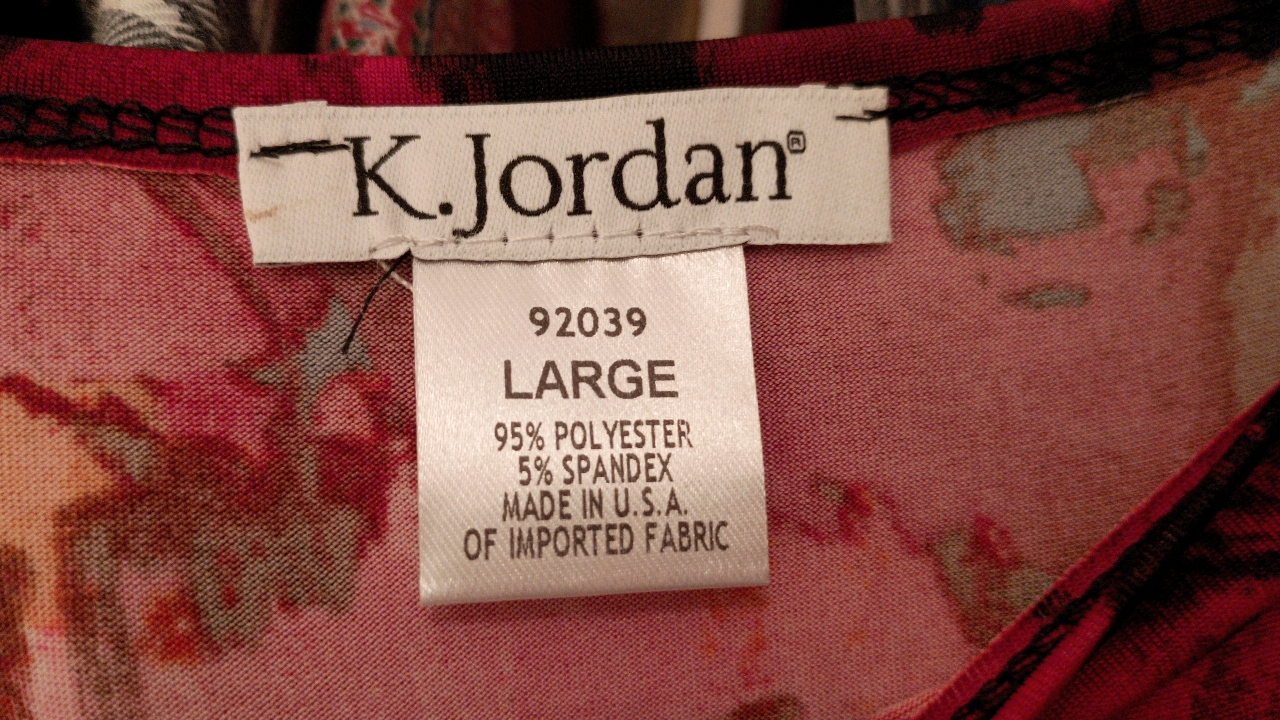 K.Jordan®
92039
LARGE
95% POLYESTER
5% SPANDEX
MADE IN U.S.A.
OF IMPORTED FABRIC